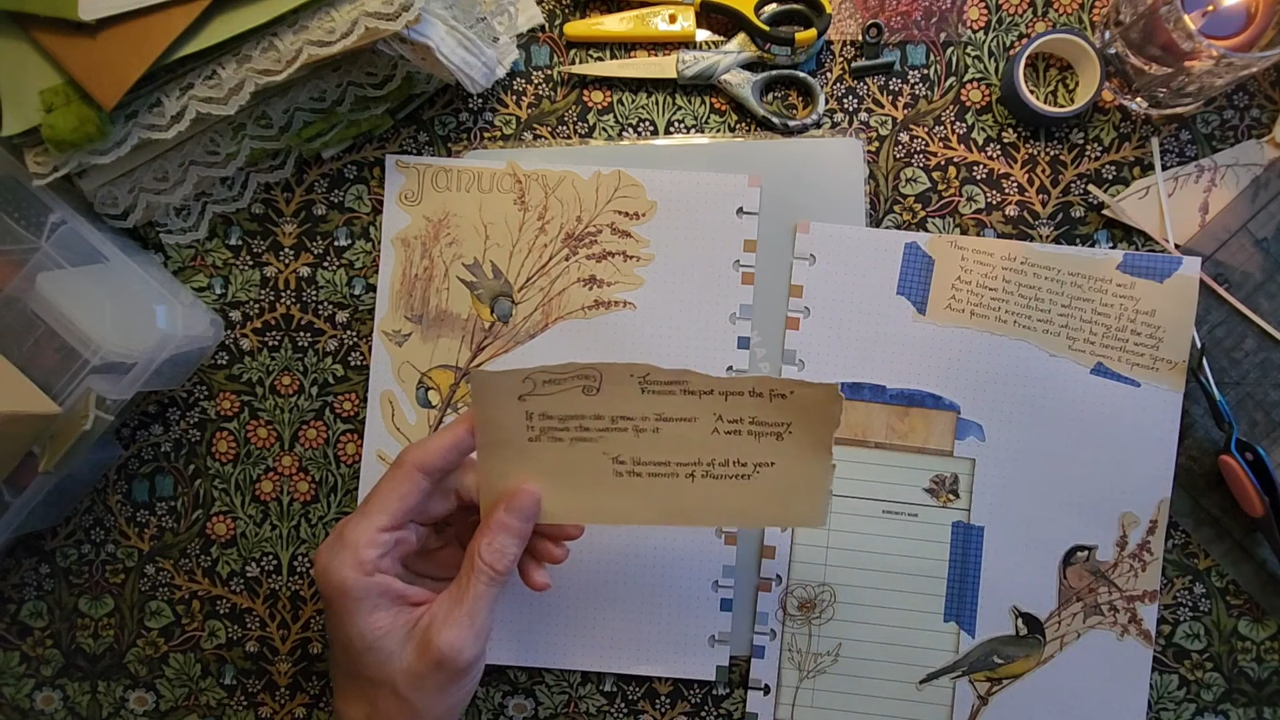 January
"Then came old January, wrapped well
In many weeds to keep the cold away
Yet did he quake and quiver like to quell
And blowe his nayles to warm them if he may;
For they were numbed with holding all the day
An hatchet keene, with which he felled wood
And from the trees did lop the needlesse spray"
Faerie Queen, E. Spenser.
MOTTOES
"Janveer
Freeze the pot upon the fire"
If the grass do grow in Janveer
It grows the worse for it
all the year"
"A wet January
A wet Spring".
"The blackest month of all the year
Is the month of Janveer"